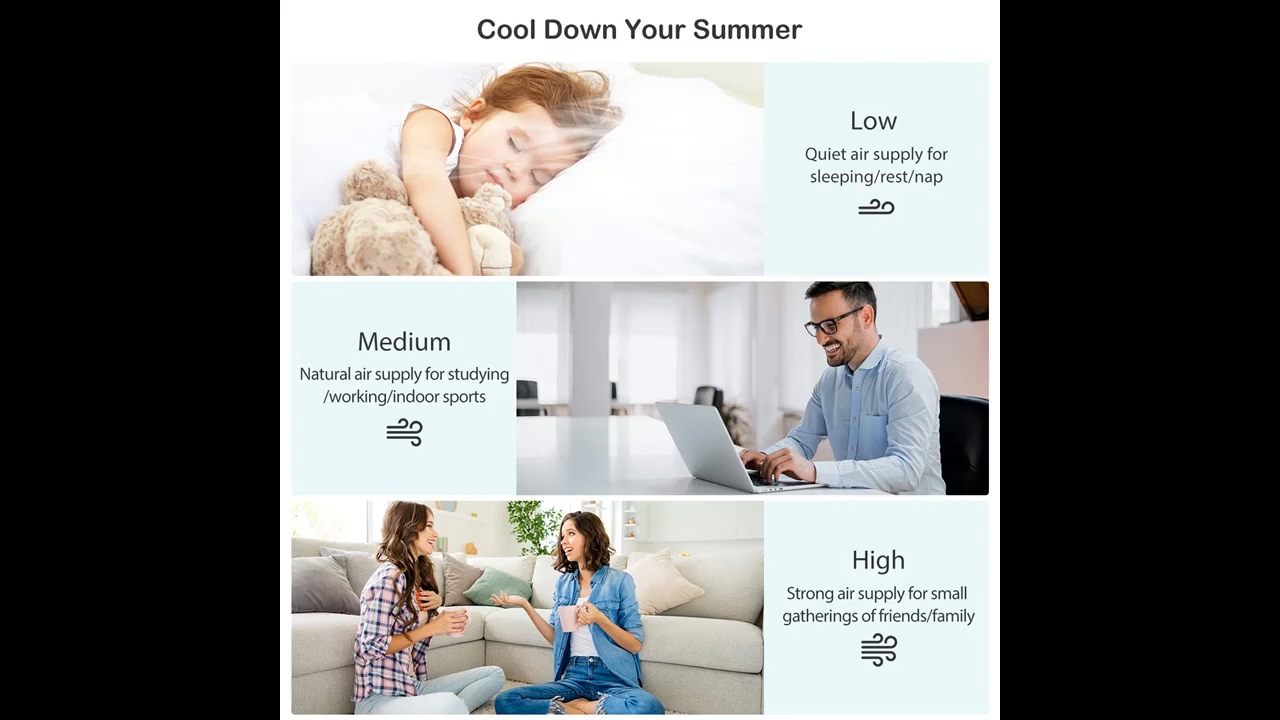 Cool Down Your Summer
Low
Quiet air supply for
sleeping/rest/nap
Medium
Natural air supply for studying
/working/indoor sports
High
Strong air supply for small
gatherings of friends/family